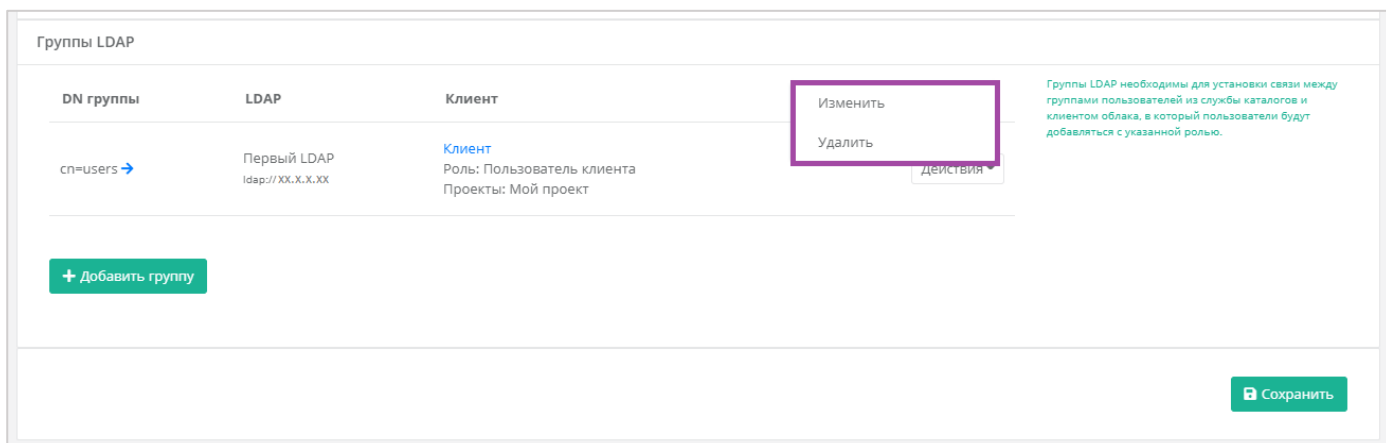 Группы LDAP
DN группы
LDAP
Клиент
Изменить
Удалить
Группы LDAP необходимы для установки связи между
группами пользователей из службы каталогов и
клиентом облака, в который пользователи будут
добавляться с указанной ролью.
cn=users
Первый LDAP
ldap://XX.X.X.XX
Клиент
Роль: Пользователь клиента
Проекты: Мой проект
Действия
Добавить группу
Сохранить